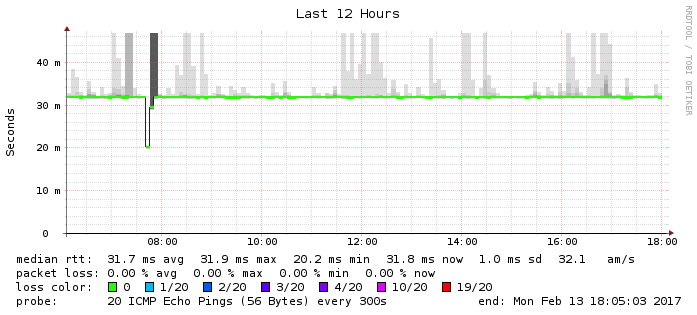 Last 12 Hours
RRDTOOL / TOBI OETIKER
Seconds
40 m
30 m
20 m
10 m
0
08:00 10:00 12:00 14:00 16:00 18:00
median rtt: 31.7 ms avg 31.9 ms max 20.2 ms min 31.8 ms now 1.0 ms sd 32.1 am/s
packet loss: 0.00 % avg 0.00 % max 0.00 % min 0.00 % now
loss color: 0 1/20 2/20 3/20 4/20 10/20 19/20
probe: 20 ICMP Echo Pings (56 Bytes) every 300s end: Mon Feb 13 18:05:03 2017